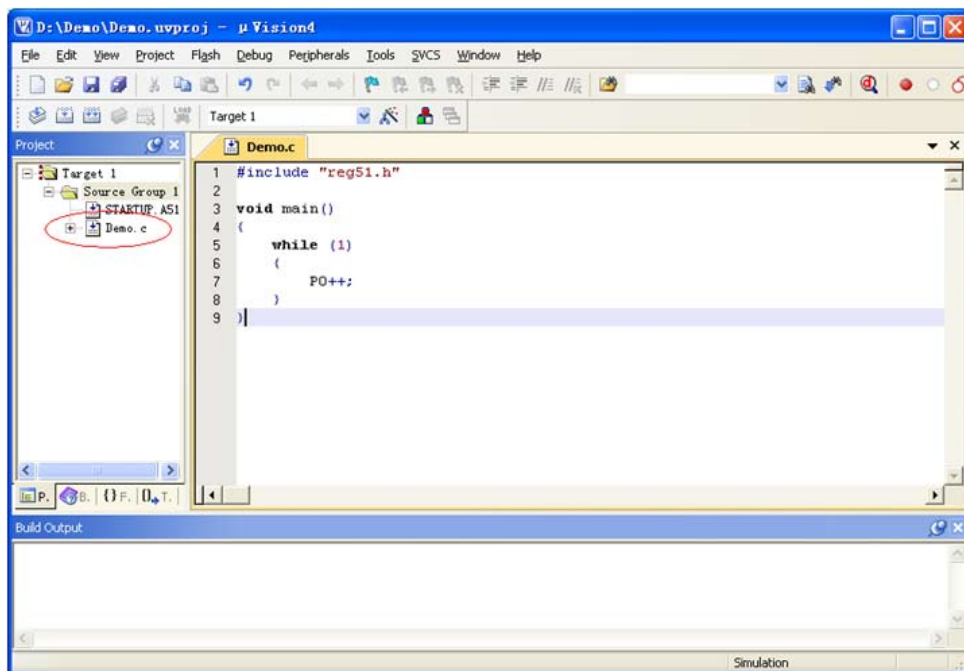 D:\Demo\Demo.uvproj - µVision4
File Edit View Project Flash Debug Peripherals Tools SVCS Window Help
Target 1
Project
Demo.c
Target 1
Source Group 1
STARTUP.A51
Demo.c
1 #include "reg51.h"
2
3 void main()
4 {
5 while (1)
6 {
7 P0++;
8 }
9 }
P. B. {} F. T.
Build Output
Simulation